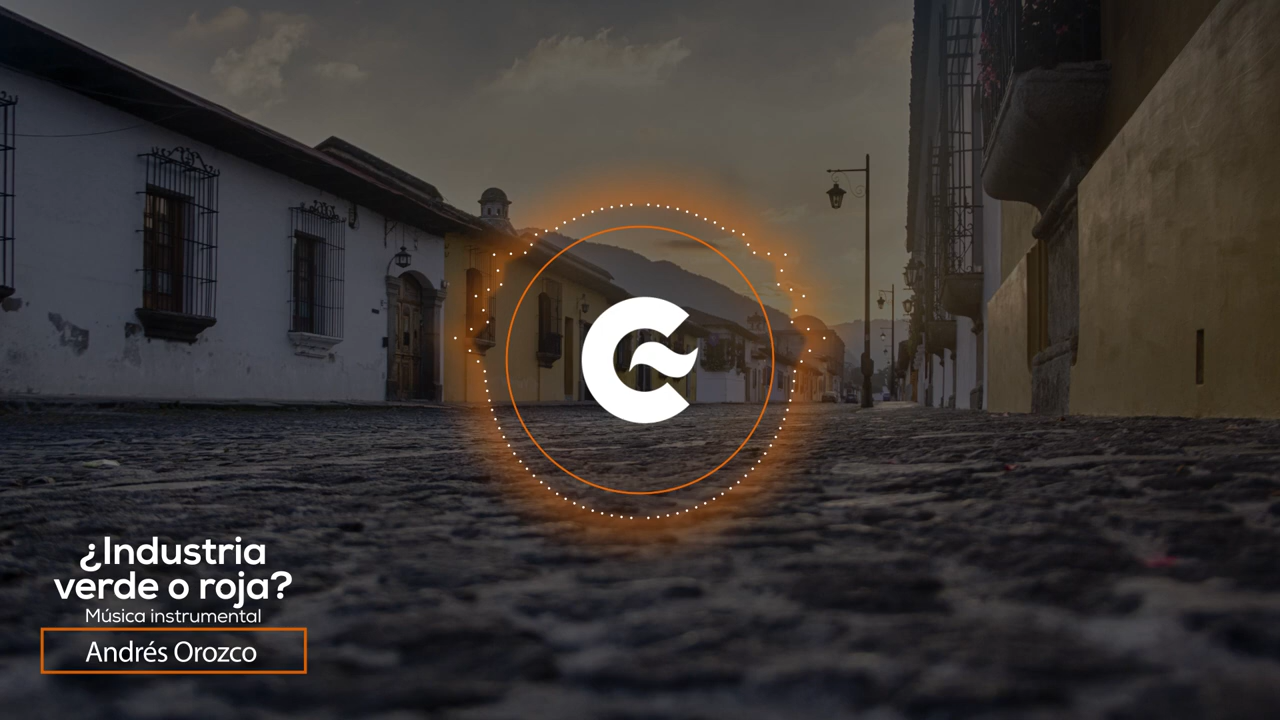 ¿Industria
verde o roja?
Música instrumental
Andrés Orozco